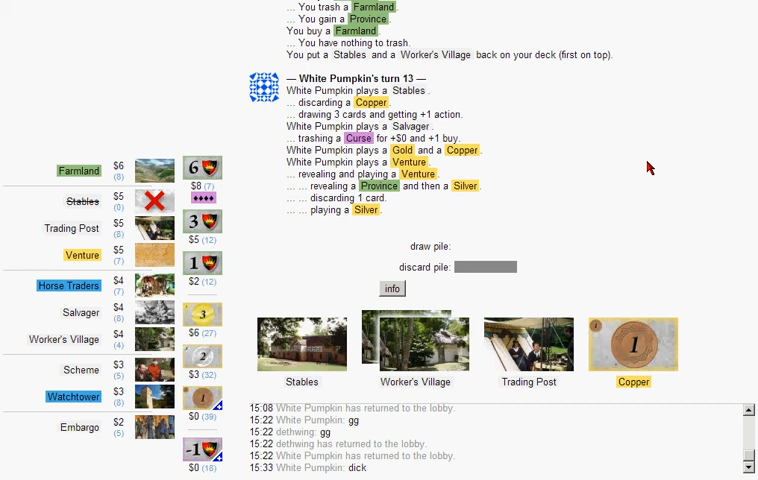 ... You trash a Farmland.
... You gain a Province.
You buy a Farmland.
... You have nothing to trash.
You put a Stables and a Worker's Village back on your deck (first on top).
— White Pumpkin's turn 13 —
White Pumpkin plays a Stables.
... discarding a Copper.
... drawing 3 cards and getting +1 action.
White Pumpkin plays a Salvager.
... trashing a Curse for +$0 and +1 buy.
White Pumpkin plays a Gold and a Copper.
White Pumpkin plays a Venture.
... revealing and playing a Venture.
... ... revealing a Province and then a Silver.
... ... discarding 1 card.
... ... playing a Silver.
Farmland $6 (8) 6 $8 (7)
Stables $5 (0)
Trading Post $5 (8) 3 $5 (12)
Venture $5 (7) 1 $2 (12)
Horse Traders $4 (7)
Salvager $4 (8) 3 $6 (27)
Worker's Village $4 (4) 2 $3 (32)
Scheme $3 (5)
Watchtower $3 (8) 1 $0 (39)
Embargo $2 (5) -1 $0 (18)
draw pile:
discard pile:
info
1 1
Stables Worker's Village Trading Post Copper
15:08 White Pumpkin has returned to the lobby.
15:22 White Pumpkin: gg
15:22 dethwing: gg
15:22 dethwing has returned to the lobby.
15:22 White Pumpkin has returned to the lobby.
15:33 White Pumpkin: dick